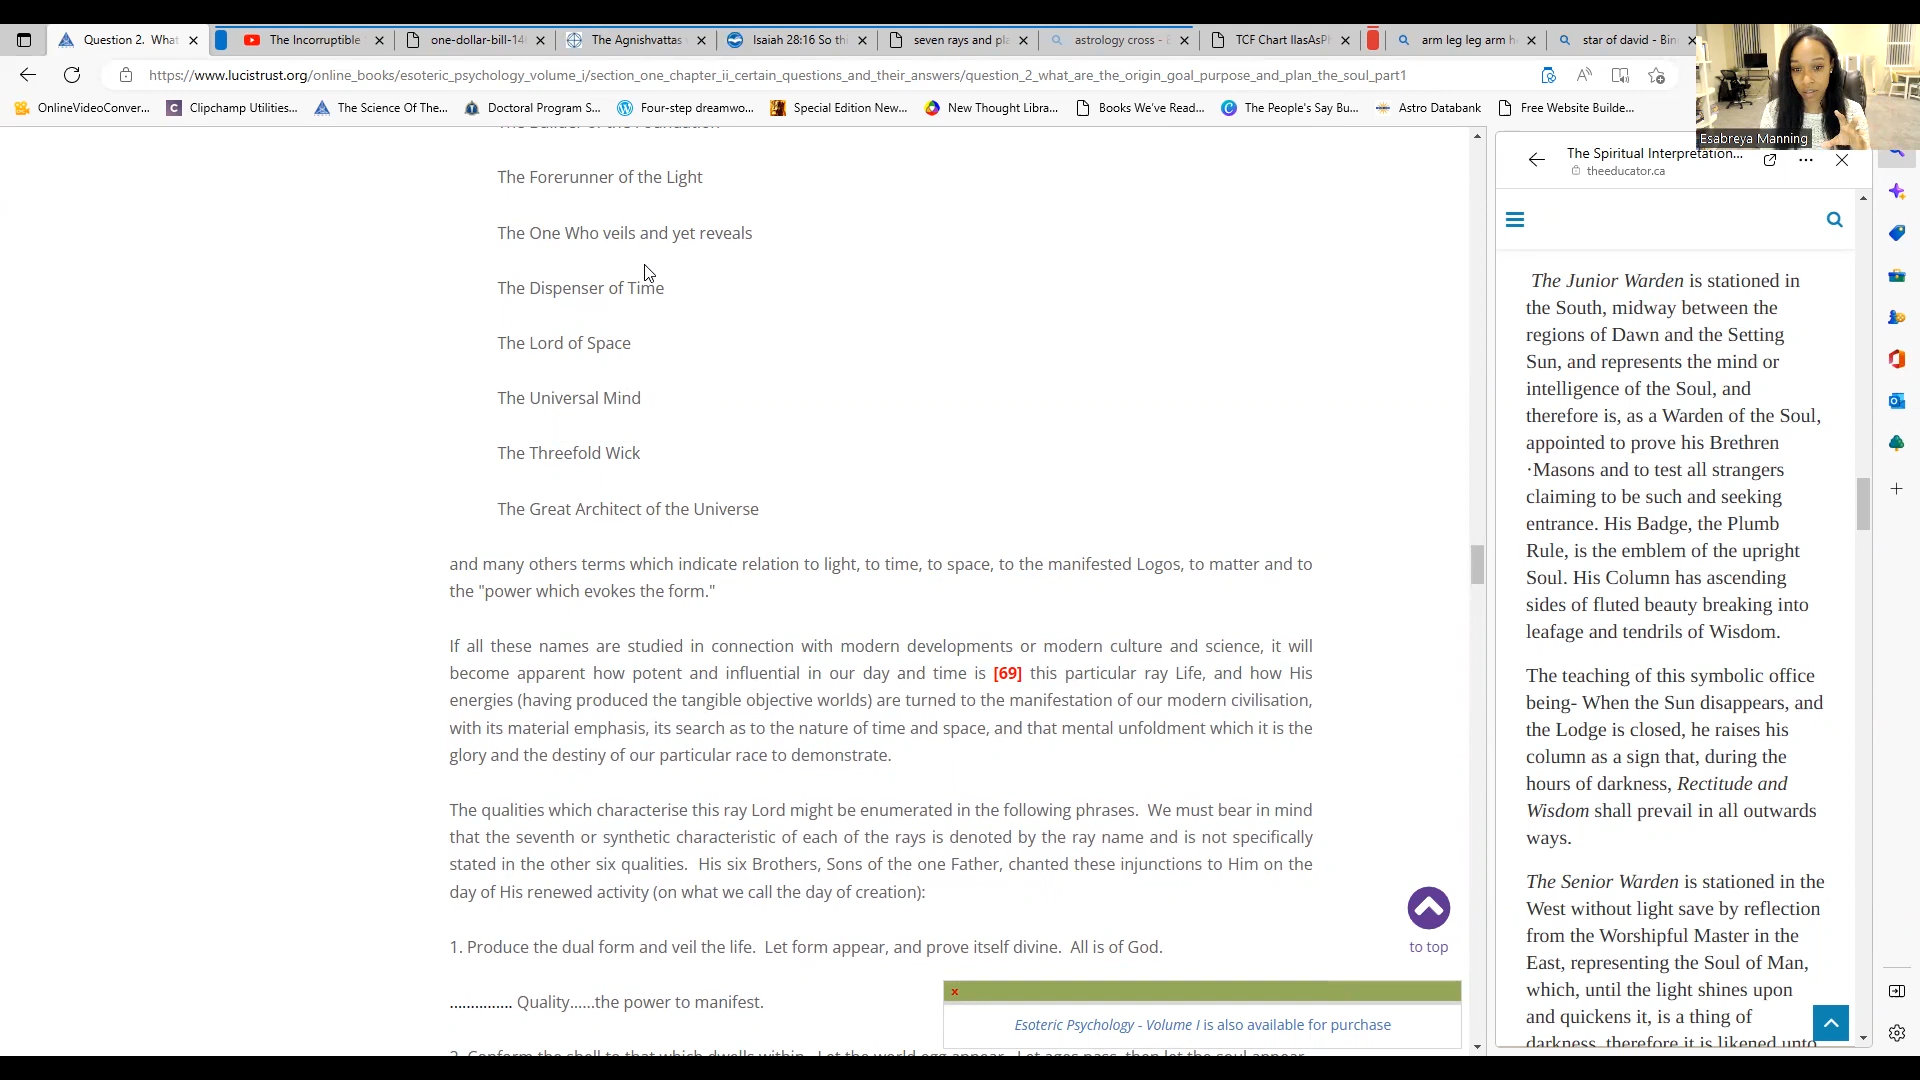 Question 2. What
The Incorruptible
one-dollar-bill-14
The Agnishvattas
Isaiah 28:16 So th
seven rays and pl
astrology cross -
TCF Chart IlasAsP
arm leg leg arm h
star of david - Bin
https://www.lucistrust.org/online_books/esoteric_psychology_volume_i/section_one_chapter_ii_certain_questions_and_their_answers/question_2_what_are_the_origin_goal_purpose_and_plan_the_soul_part1
OnlineVideoConver...
Clipchamp Utilities...
The Science Of The...
Doctoral Program S...
Four-step dreamwo...
Special Edition New...
New Thought Libra...
Books We've Read...
The People's Say Bu...
Astro Databank
Free Website Builde...
Esabreya Manning
The Forerunner of the Light
The One Who veils and yet reveals
The Dispenser of Time
The Lord of Space
The Universal Mind
The Threefold Wick
The Great Architect of the Universe
and many others terms which indicate relation to light, to time, to space, to the manifested Logos, to matter and to
the "power which evokes the form."
If all these names are studied in connection with modern developments or modern culture and science, it will
become apparent how potent and influential in our day and time is [69] this particular ray Life, and how His
energies (having produced the tangible objective worlds) are turned to the manifestation of our modern civilisation,
with its material emphasis, its search as to the nature of time and space, and that mental unfoldment which it is the
glory and the destiny of our particular race to demonstrate.
The qualities which characterise this ray Lord might be enumerated in the following phrases. We must bear in mind
that the seventh or synthetic characteristic of each of the rays is denoted by the ray name and is not specifically
stated in the other six qualities. His six Brothers, Sons of the one Father, chanted these injunctions to Him on the
day of His renewed activity (on what we call the day of creation):
1. Produce the dual form and veil the life. Let form appear, and prove itself divine. All is of God.
............... Quality......the power to manifest.
to top
x
Esoteric Psychology - Volume I is also available for purchase
The Spiritual Interpretation...
theeducator.ca
The Junior Warden is stationed in
the South, midway between the
regions of Dawn and the Setting
Sun, and represents the mind or
intelligence of the Soul, and
therefore is, as a Warden of the Soul,
appointed to prove his Brethren
·Masons and to test all strangers
claiming to be such and seeking
entrance. His Badge, the Plumb
Rule, is the emblem of the upright
Soul. His Column has ascending
sides of fluted beauty breaking into
leafage and tendrils of Wisdom.
The teaching of this symbolic office
being- When the Sun disappears, and
the Lodge is closed, he raises his
column as a sign that, during the
hours of darkness, Rectitude and
Wisdom shall prevail in all outwards
ways.
The Senior Warden is stationed in the
West without light save by reflection
from the Worshipful Master in the
East, representing the Soul of Man,
which, until the light shines upon
and quickens it, is a thing of
darkness, therefore it is likened unto